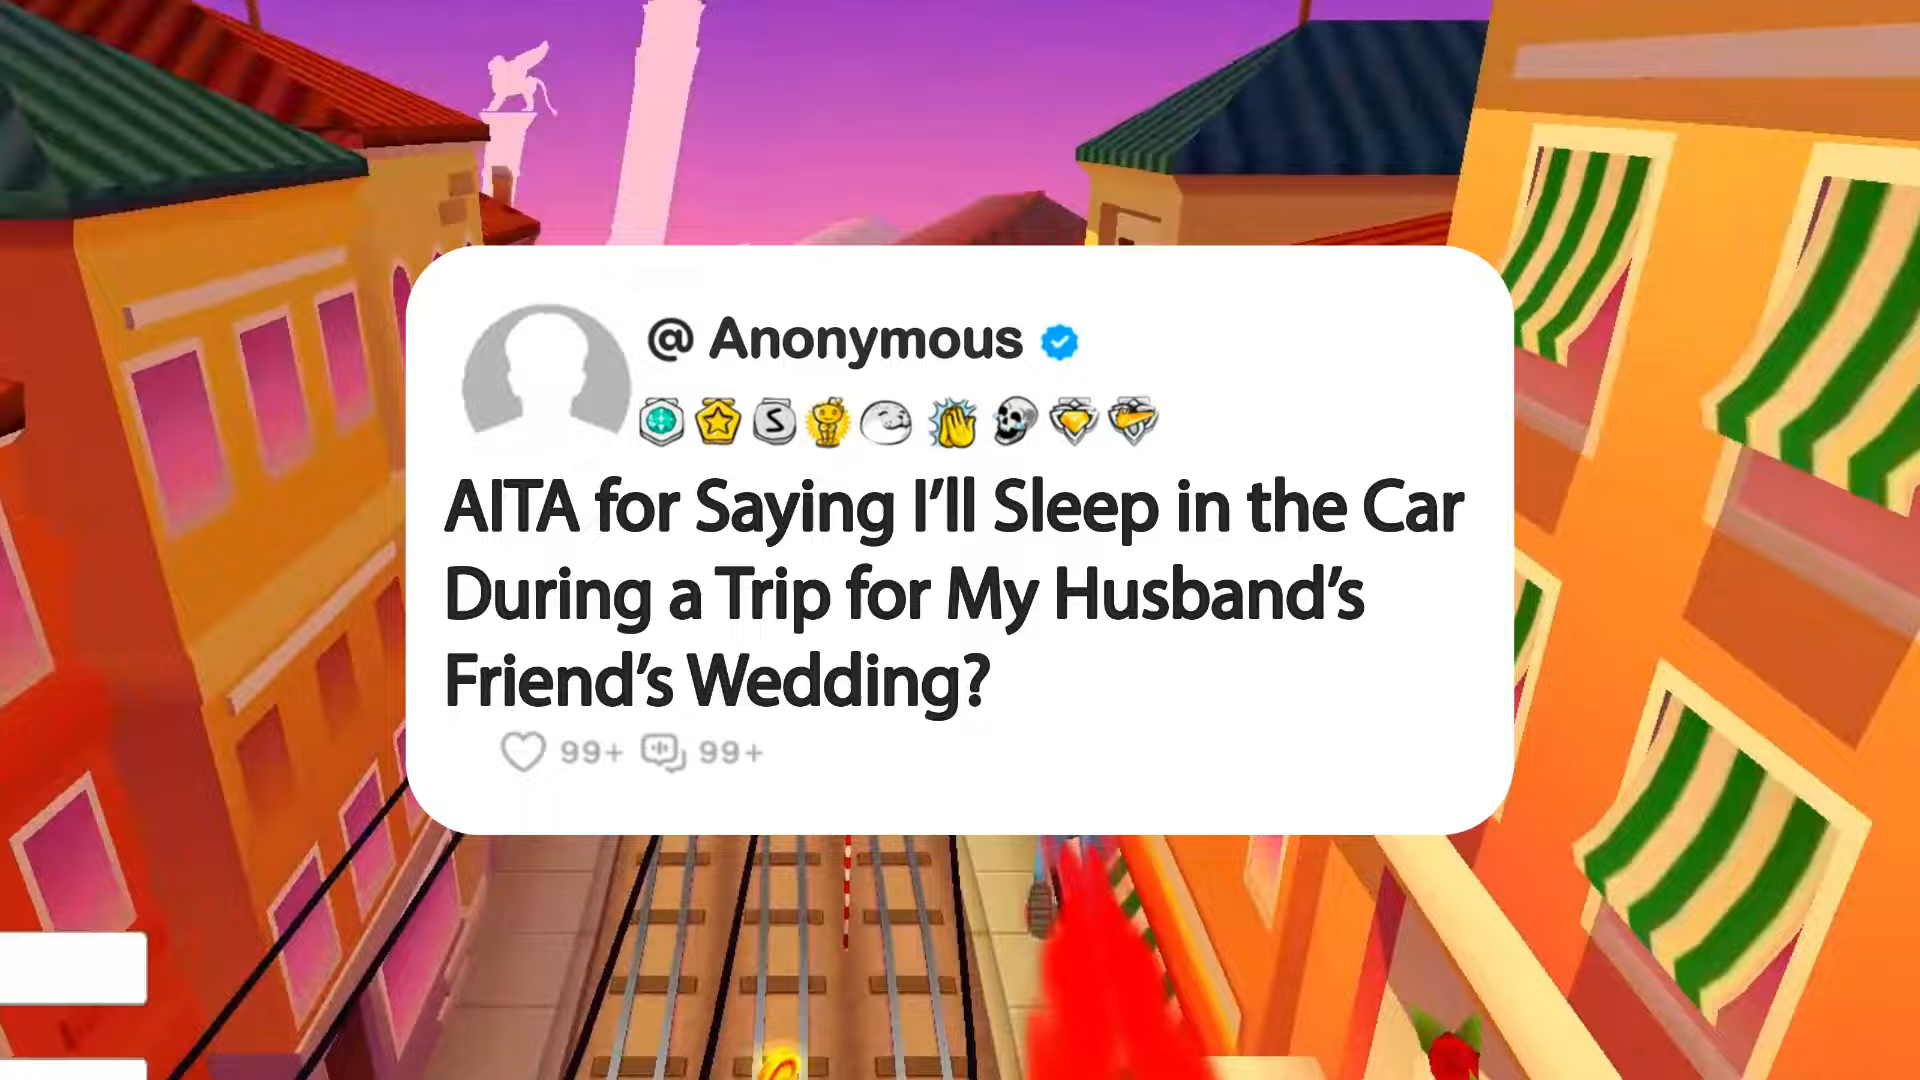 @ Anonymous
AITA for Saying I’ll Sleep in the Car
During a Trip for My Husband’s
Friend’s Wedding?
99+ 99+